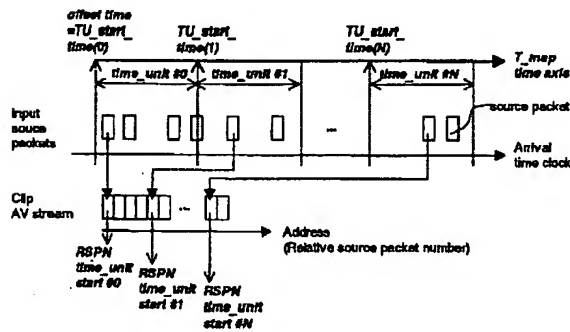 offset time
=TU_start_
time(0)
TU_start_
time(1)
TU_start_
time(N)
T_map
time axis
time_unit #0
time_unit #1
time_unit #N
source packet
Input
souce
packets
...
Arrival
time clock
Clip
AV stream
...
Address
(Relative source packet number)
RSPN
time_unit
start #0
RSPN
time_unit
start #1
RSPN
time_unit
start #N